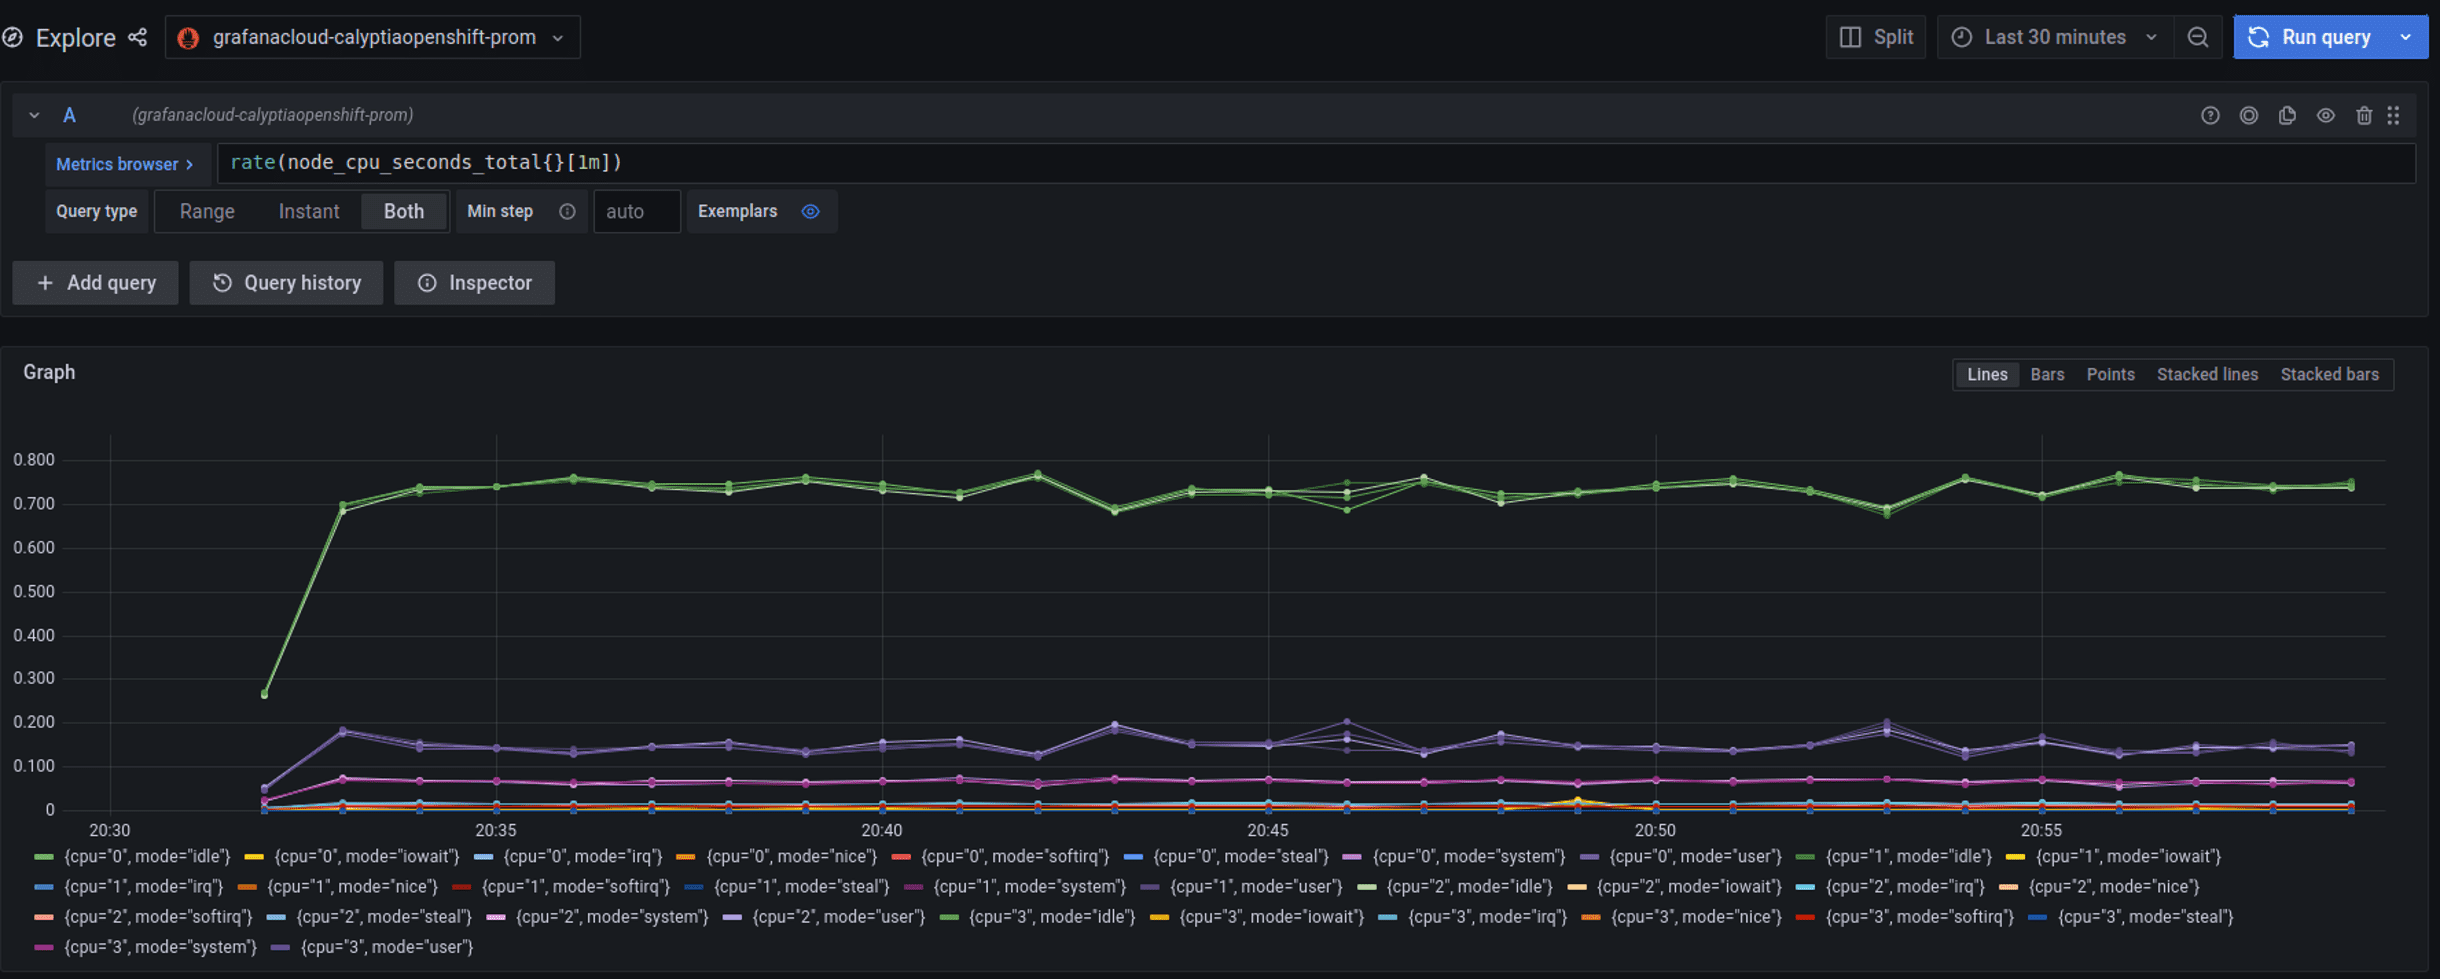 Explore grafanacloud-calyptiaopenshift-prom Split Last 30 minutes Run query
A (grafanacloud-calyptiaopenshift-prom)
Metrics browser > rate(node_cpu_seconds_total{}[1m])
Query type Range Instant Both Min step auto Exemplars
+ Add query Query history Inspector
Graph Lines Bars Points Stacked lines Stacked bars
0.800
0.700
0.600
0.500
0.400
0.300
0.200
0.100
0
20:30 20:35 20:40 20:45 20:50 20:55
{cpu="0", mode="idle"} {cpu="0", mode="iowait"} {cpu="0", mode="irq"} {cpu="0", mode="nice"} {cpu="0", mode="softirq"} {cpu="0", mode="steal"} {cpu="0", mode="system"} {cpu="0", mode="user"} {cpu="1", mode="idle"} {cpu="1", mode="iowait"}
{cpu="1", mode="irq"} {cpu="1", mode="nice"} {cpu="1", mode="softirq"} {cpu="1", mode="steal"} {cpu="1", mode="system"} {cpu="1", mode="user"} {cpu="2", mode="idle"} {cpu="2", mode="iowait"} {cpu="2", mode="irq"} {cpu="2", mode="nice"}
{cpu="2", mode="softirq"} {cpu="2", mode="steal"} {cpu="2", mode="system"} {cpu="2", mode="user"} {cpu="3", mode="idle"} {cpu="3", mode="iowait"} {cpu="3", mode="irq"} {cpu="3", mode="nice"} {cpu="3", mode="softirq"} {cpu="3", mode="steal"}
{cpu="3", mode="system"} {cpu="3", mode="user"}